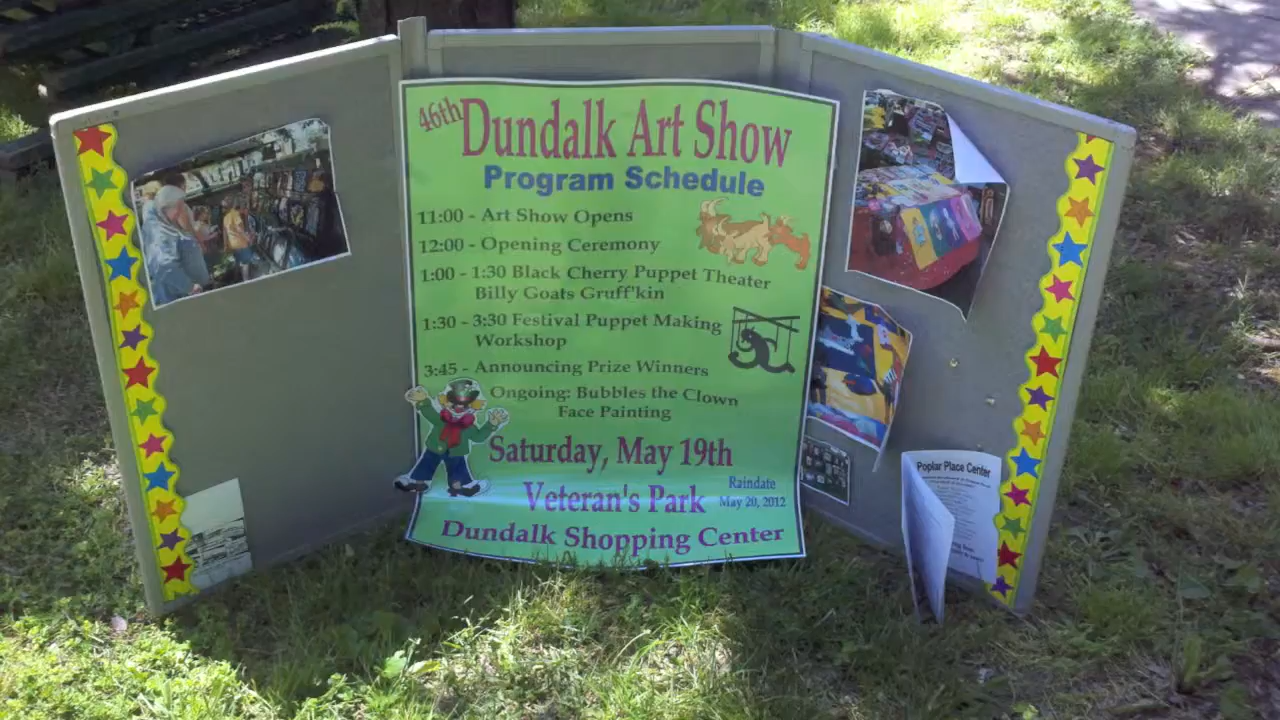 46th Dundalk Art Show
Program Schedule
11:00 - Art Show Opens
12:00 - Opening Ceremony
1:00 - 1:30 Black Cherry Puppet Theater
Billy Goats Gruff'kin
1:30 - 3:30 Festival Puppet Making
Workshop
3:45 - Announcing Prize Winners
Ongoing: Bubbles the Clown
Face Painting
Saturday, May 19th
Veteran's Park
Raindate
May 20, 2012
Dundalk Shopping Center
Poplar Place Center